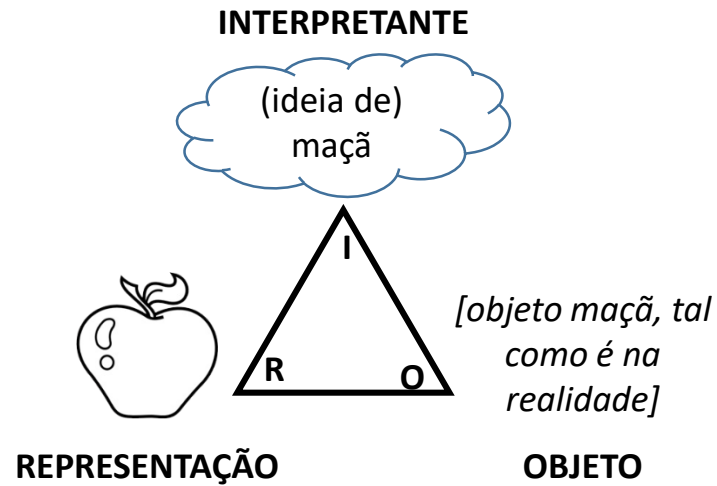 INTERPRETANTE
(ideia de)
maçã
I
R
O
[objeto maçã, tal
como é na
realidade]
REPRESENTAÇÃO
OBJETO